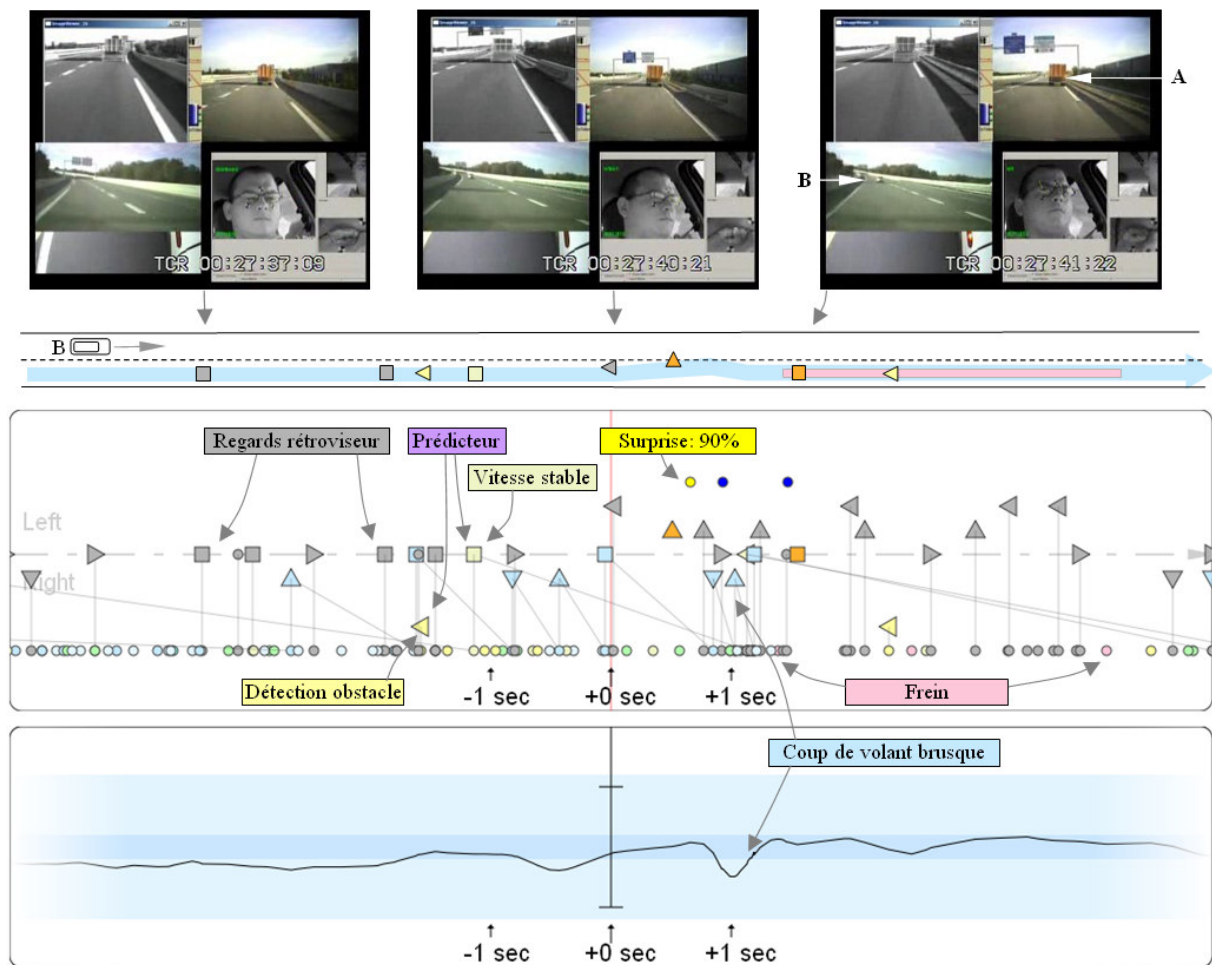 TCR 00:27:37:09
TCR 00:27:40:21
TCR 00:27:41:22
A
B
B
Regards rétroviseur
Prédicteur
Surprise: 90%
Vitesse stable
Left
Right
Détection obstacle
-1 sec
+0 sec
+1 sec
Frein
Coup de volant brusque
-1 sec
+0 sec
+1 sec